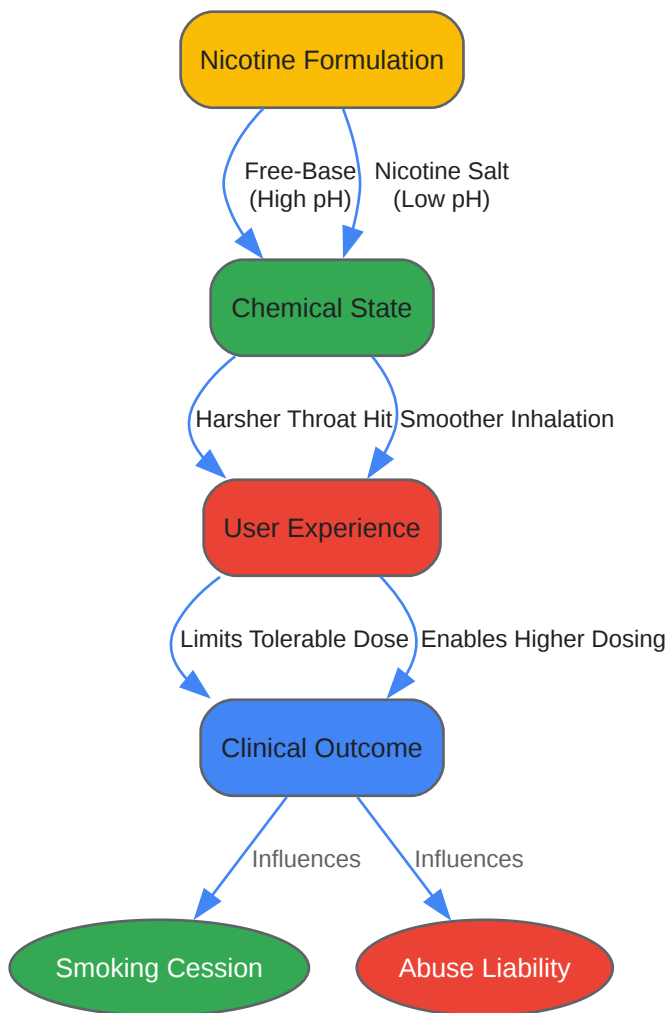 Nicotine Formulation
Free-Base
(High pH)
Nicotine Salt
(Low pH)
Chemical State
Harsher Throat Hit
Smoother Inhalation
User Experience
Limits Tolerable Dose
Enables Higher Dosing
Clinical Outcome
Influences
Influences
Smoking Cession
Abuse Liability